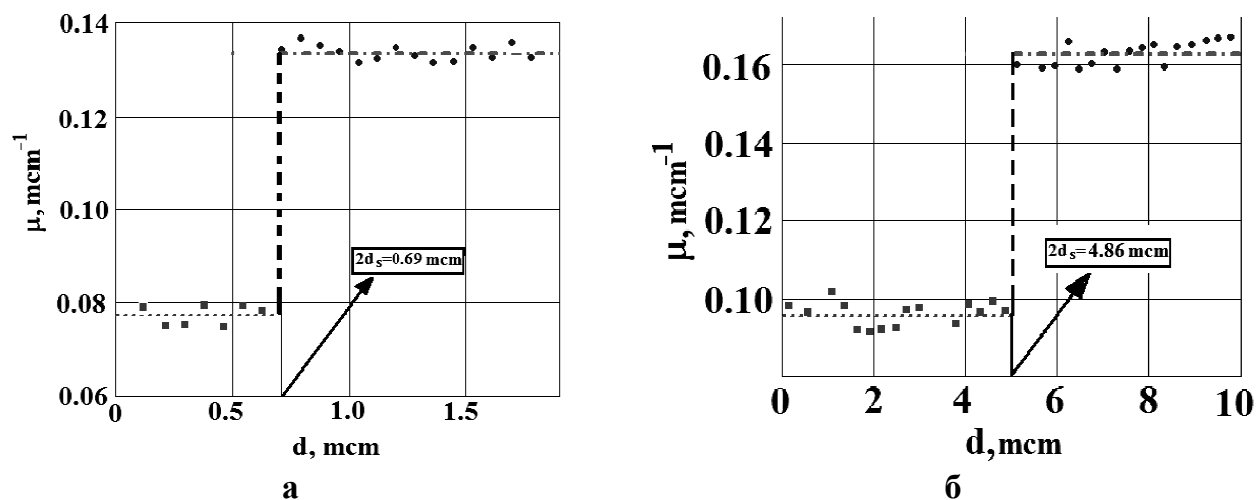 0.14
0.12
0.10
0.08
0.06
μ, mcm⁻¹
2dₛ=0.69 mcm
0 0.5 1.0 1.5
d, mcm
а
0.16
0.14
0.12
0.10
μ, mcm⁻¹
2dₛ=4.86 mcm
0 2 4 6 8 10
d,mcm
б